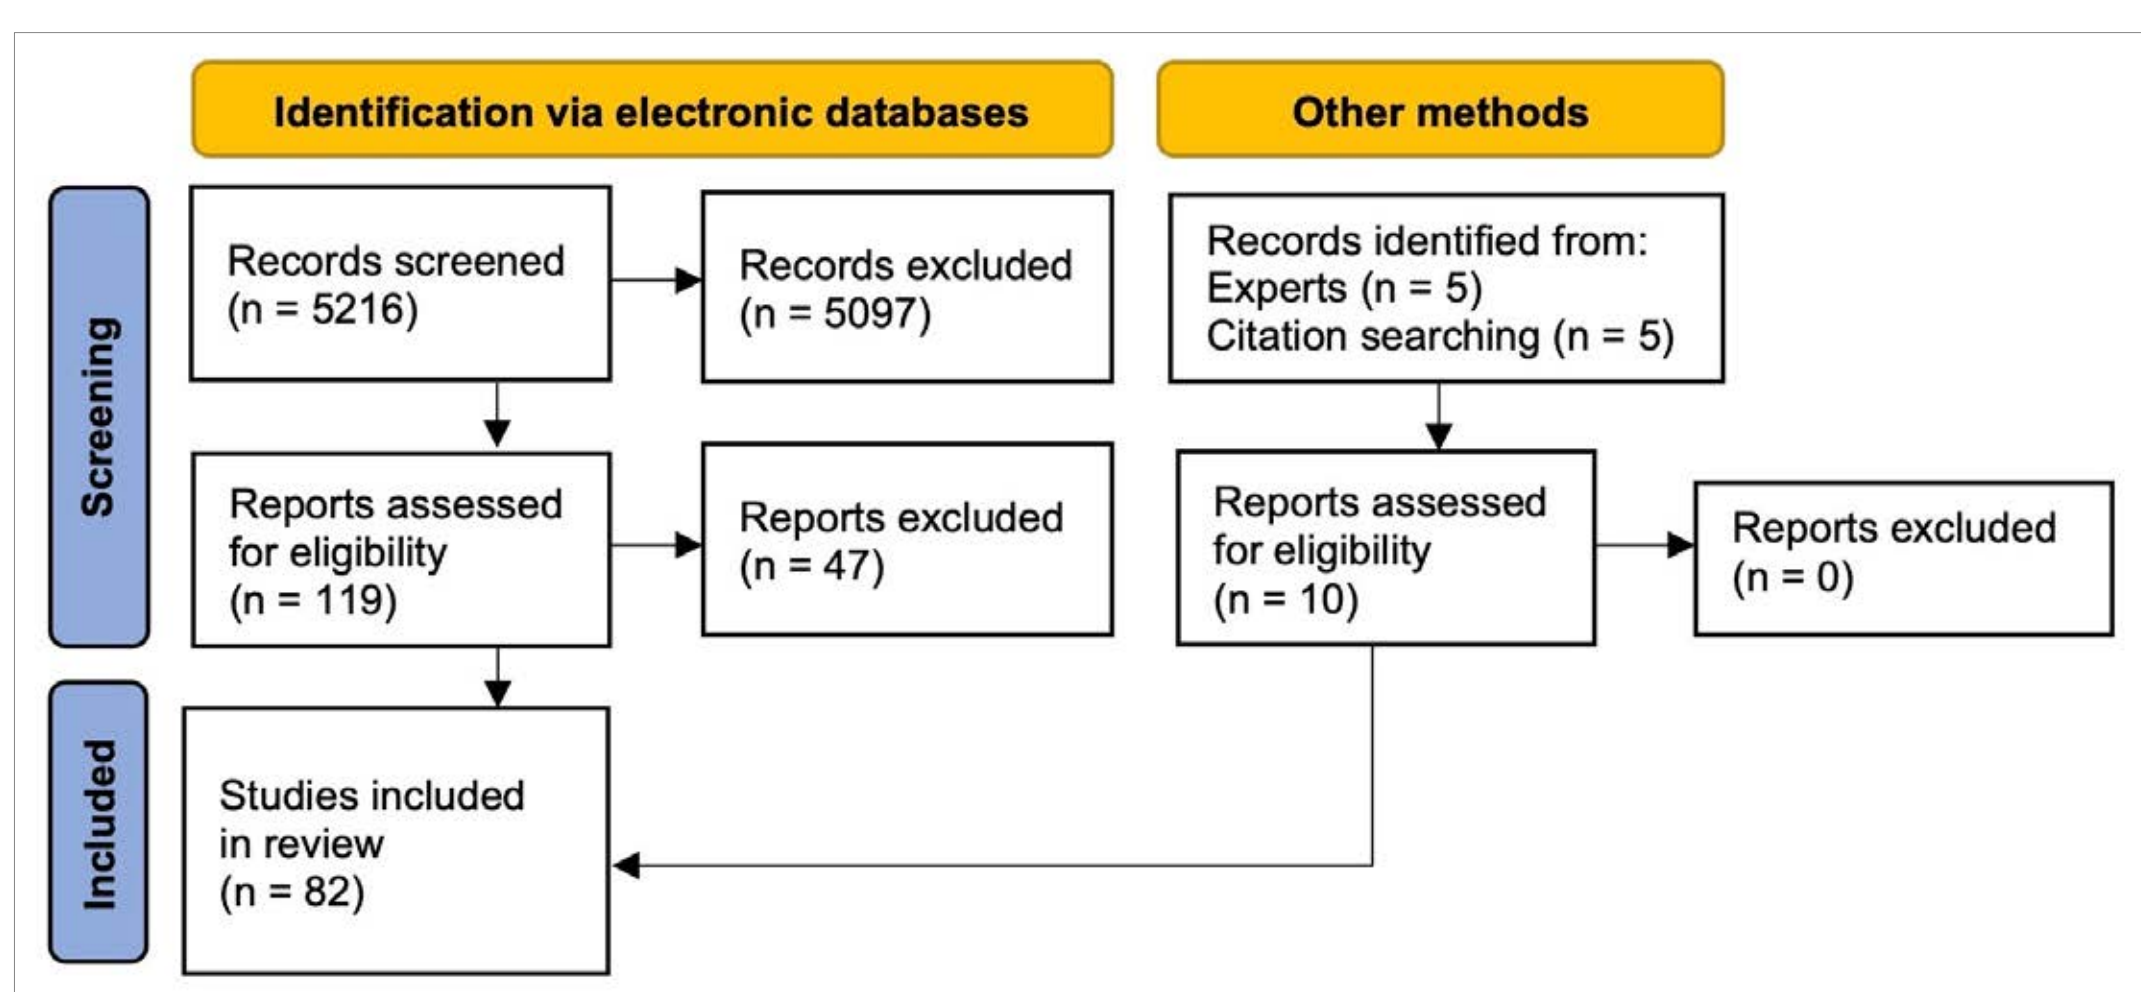 Identification via electronic databases
Other methods
Screening
Records screened
(n = 5216)
Records excluded
(n = 5097)
Records identified from:
Experts (n = 5)
Citation searching (n = 5)
Reports assessed
for eligibility
(n = 119)
Reports excluded
(n = 47)
Reports assessed
for eligibility
(n = 10)
Reports excluded
(n = 0)
Included
Studies included
in review
(n = 82)